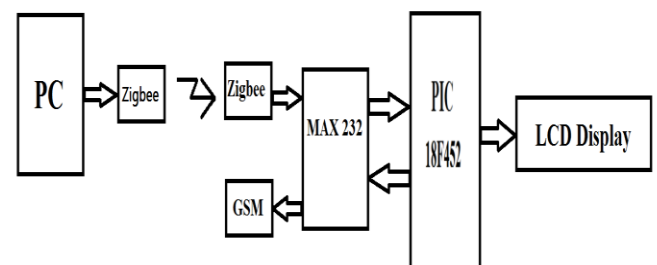 PC
Zigbee
Zigbee
MAX 232
GSM
PIC
18F452
LCD Display